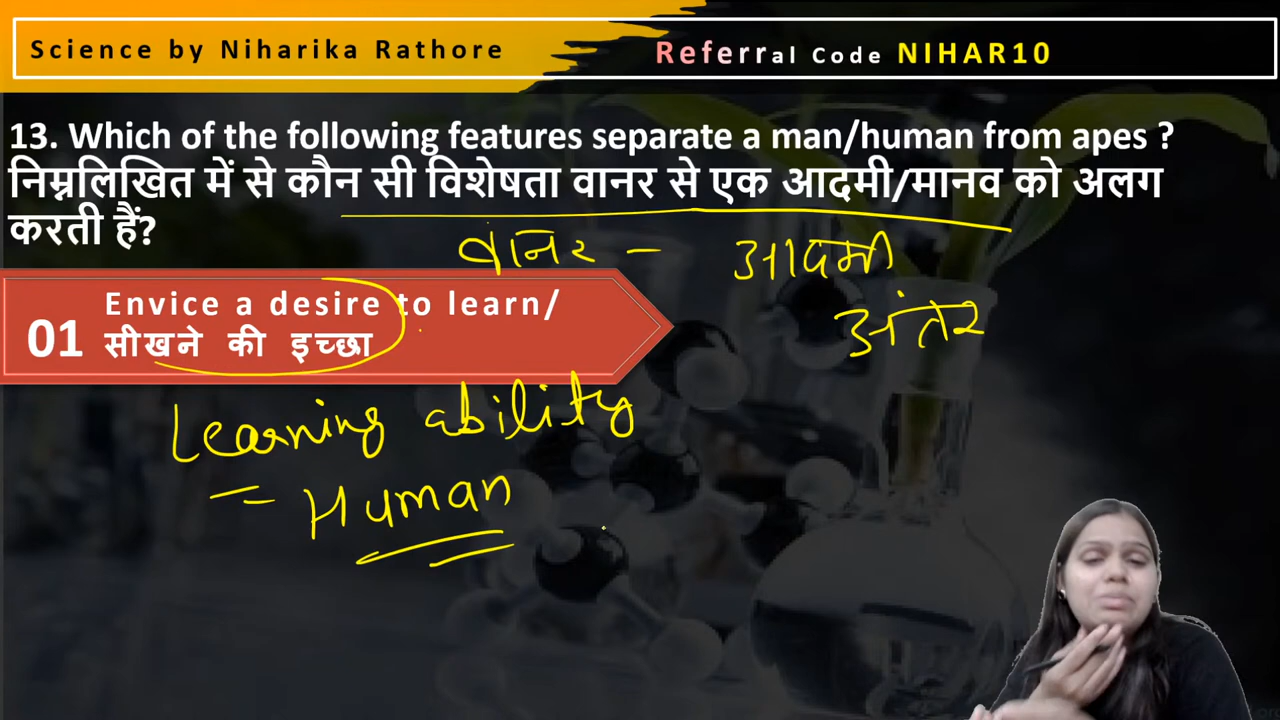 Science by Niharika Rathore
Referral Code NIHAR10
13. Which of the following features separate a man/human from apes ?
निम्नलिखित में से कौन सी विशेषता वानर से एक आदमी/मानव को अलग
करती हैं?
वानर – आदमी
अंतर
01 Envice a desire to learn/
सीखने की इच्छा
Learning ability
= Human